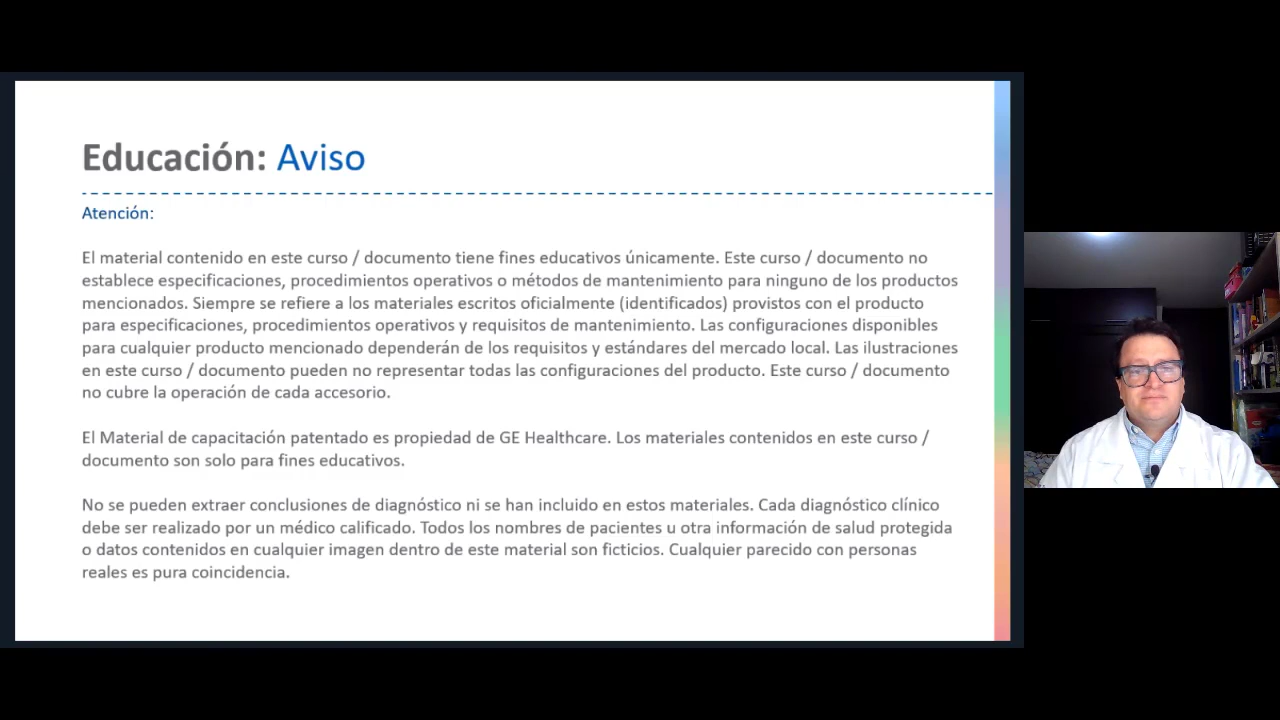 Educación: Aviso
Atención:
El material contenido en este curso / documento tiene fines educativos únicamente. Este curso / documento no
establece especificaciones, procedimientos operativos o métodos de mantenimiento para ninguno de los productos
mencionados. Siempre se refiere a los materiales escritos oficialmente (identificados) provistos con el producto
para especificaciones, procedimientos operativos y requisitos de mantenimiento. Las configuraciones disponibles
para cualquier producto mencionado dependerán de los requisitos y estándares del mercado local. Las ilustraciones
en este curso / documento pueden no representar todas las configuraciones del producto. Este curso / documento
no cubre la operación de cada accesorio.
El Material de capacitación patentado es propiedad de GE Healthcare. Los materiales contenidos en este curso /
documento son solo para fines educativos.
No se pueden extraer conclusiones de diagnóstico ni se han incluido en estos materiales. Cada diagnóstico clínico
debe ser realizado por un médico calificado. Todos los nombres de pacientes u otra información de salud protegida
o datos contenidos en cualquier imagen dentro de este material son ficticios. Cualquier parecido con personas
reales es pura coincidencia.